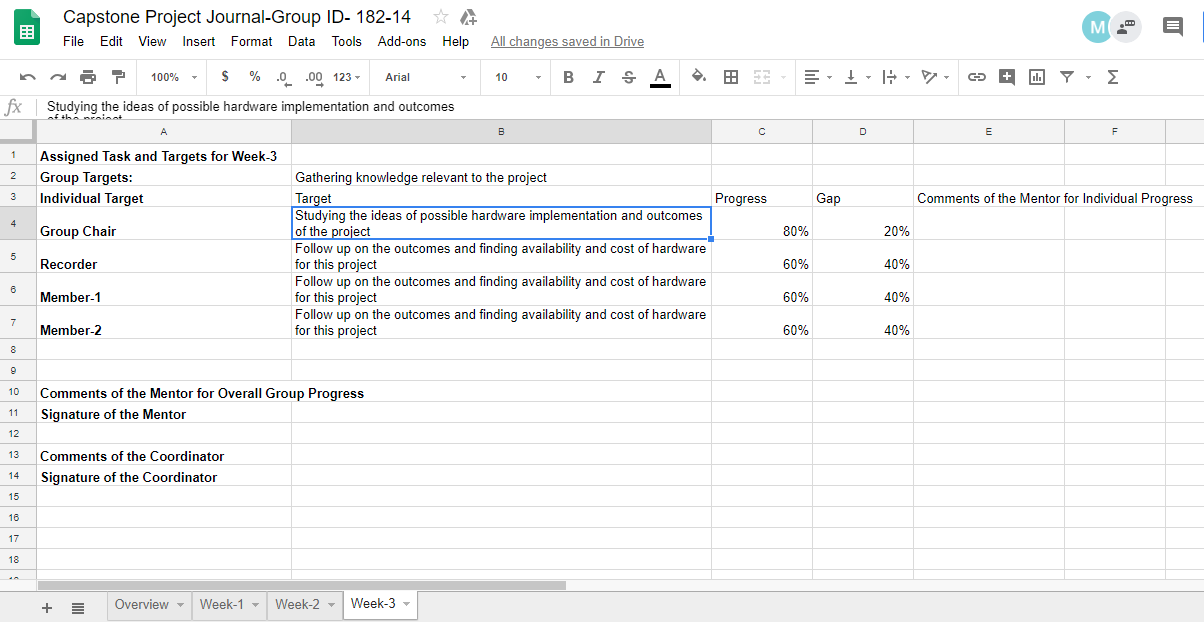 Capstone Project Journal-Group ID- 182-14
File Edit View Insert Format Data Tools Add-ons Help All changes saved in Drive
M
100% $ % .0 .00 123 Arial 10 B I S A Σ
fx Studying the ideas of possible hardware implementation and outcomes
of the project
A B C D E F
1 Assigned Task and Targets for Week-3
2 Group Targets: Gathering knowledge relevant to the project
3 Individual Target Target Progress Gap Comments of the Mentor for Individual Progress
Studying the ideas of possible hardware implementation and outcomes
4 Group Chair of the project 80% 20%
Follow up on the outcomes and finding availability and cost of hardware
5 Recorder for this project 60% 40%
Follow up on the outcomes and finding availability and cost of hardware
6 Member-1 for this project 60% 40%
Follow up on the outcomes and finding availability and cost of hardware
7 Member-2 for this project 60% 40%
8
9
10 Comments of the Mentor for Overall Group Progress
11 Signature of the Mentor
12
13 Comments of the Coordinator
14 Signature of the Coordinator
15
16
17
18
+ Overview Week-1 Week-2 Week-3